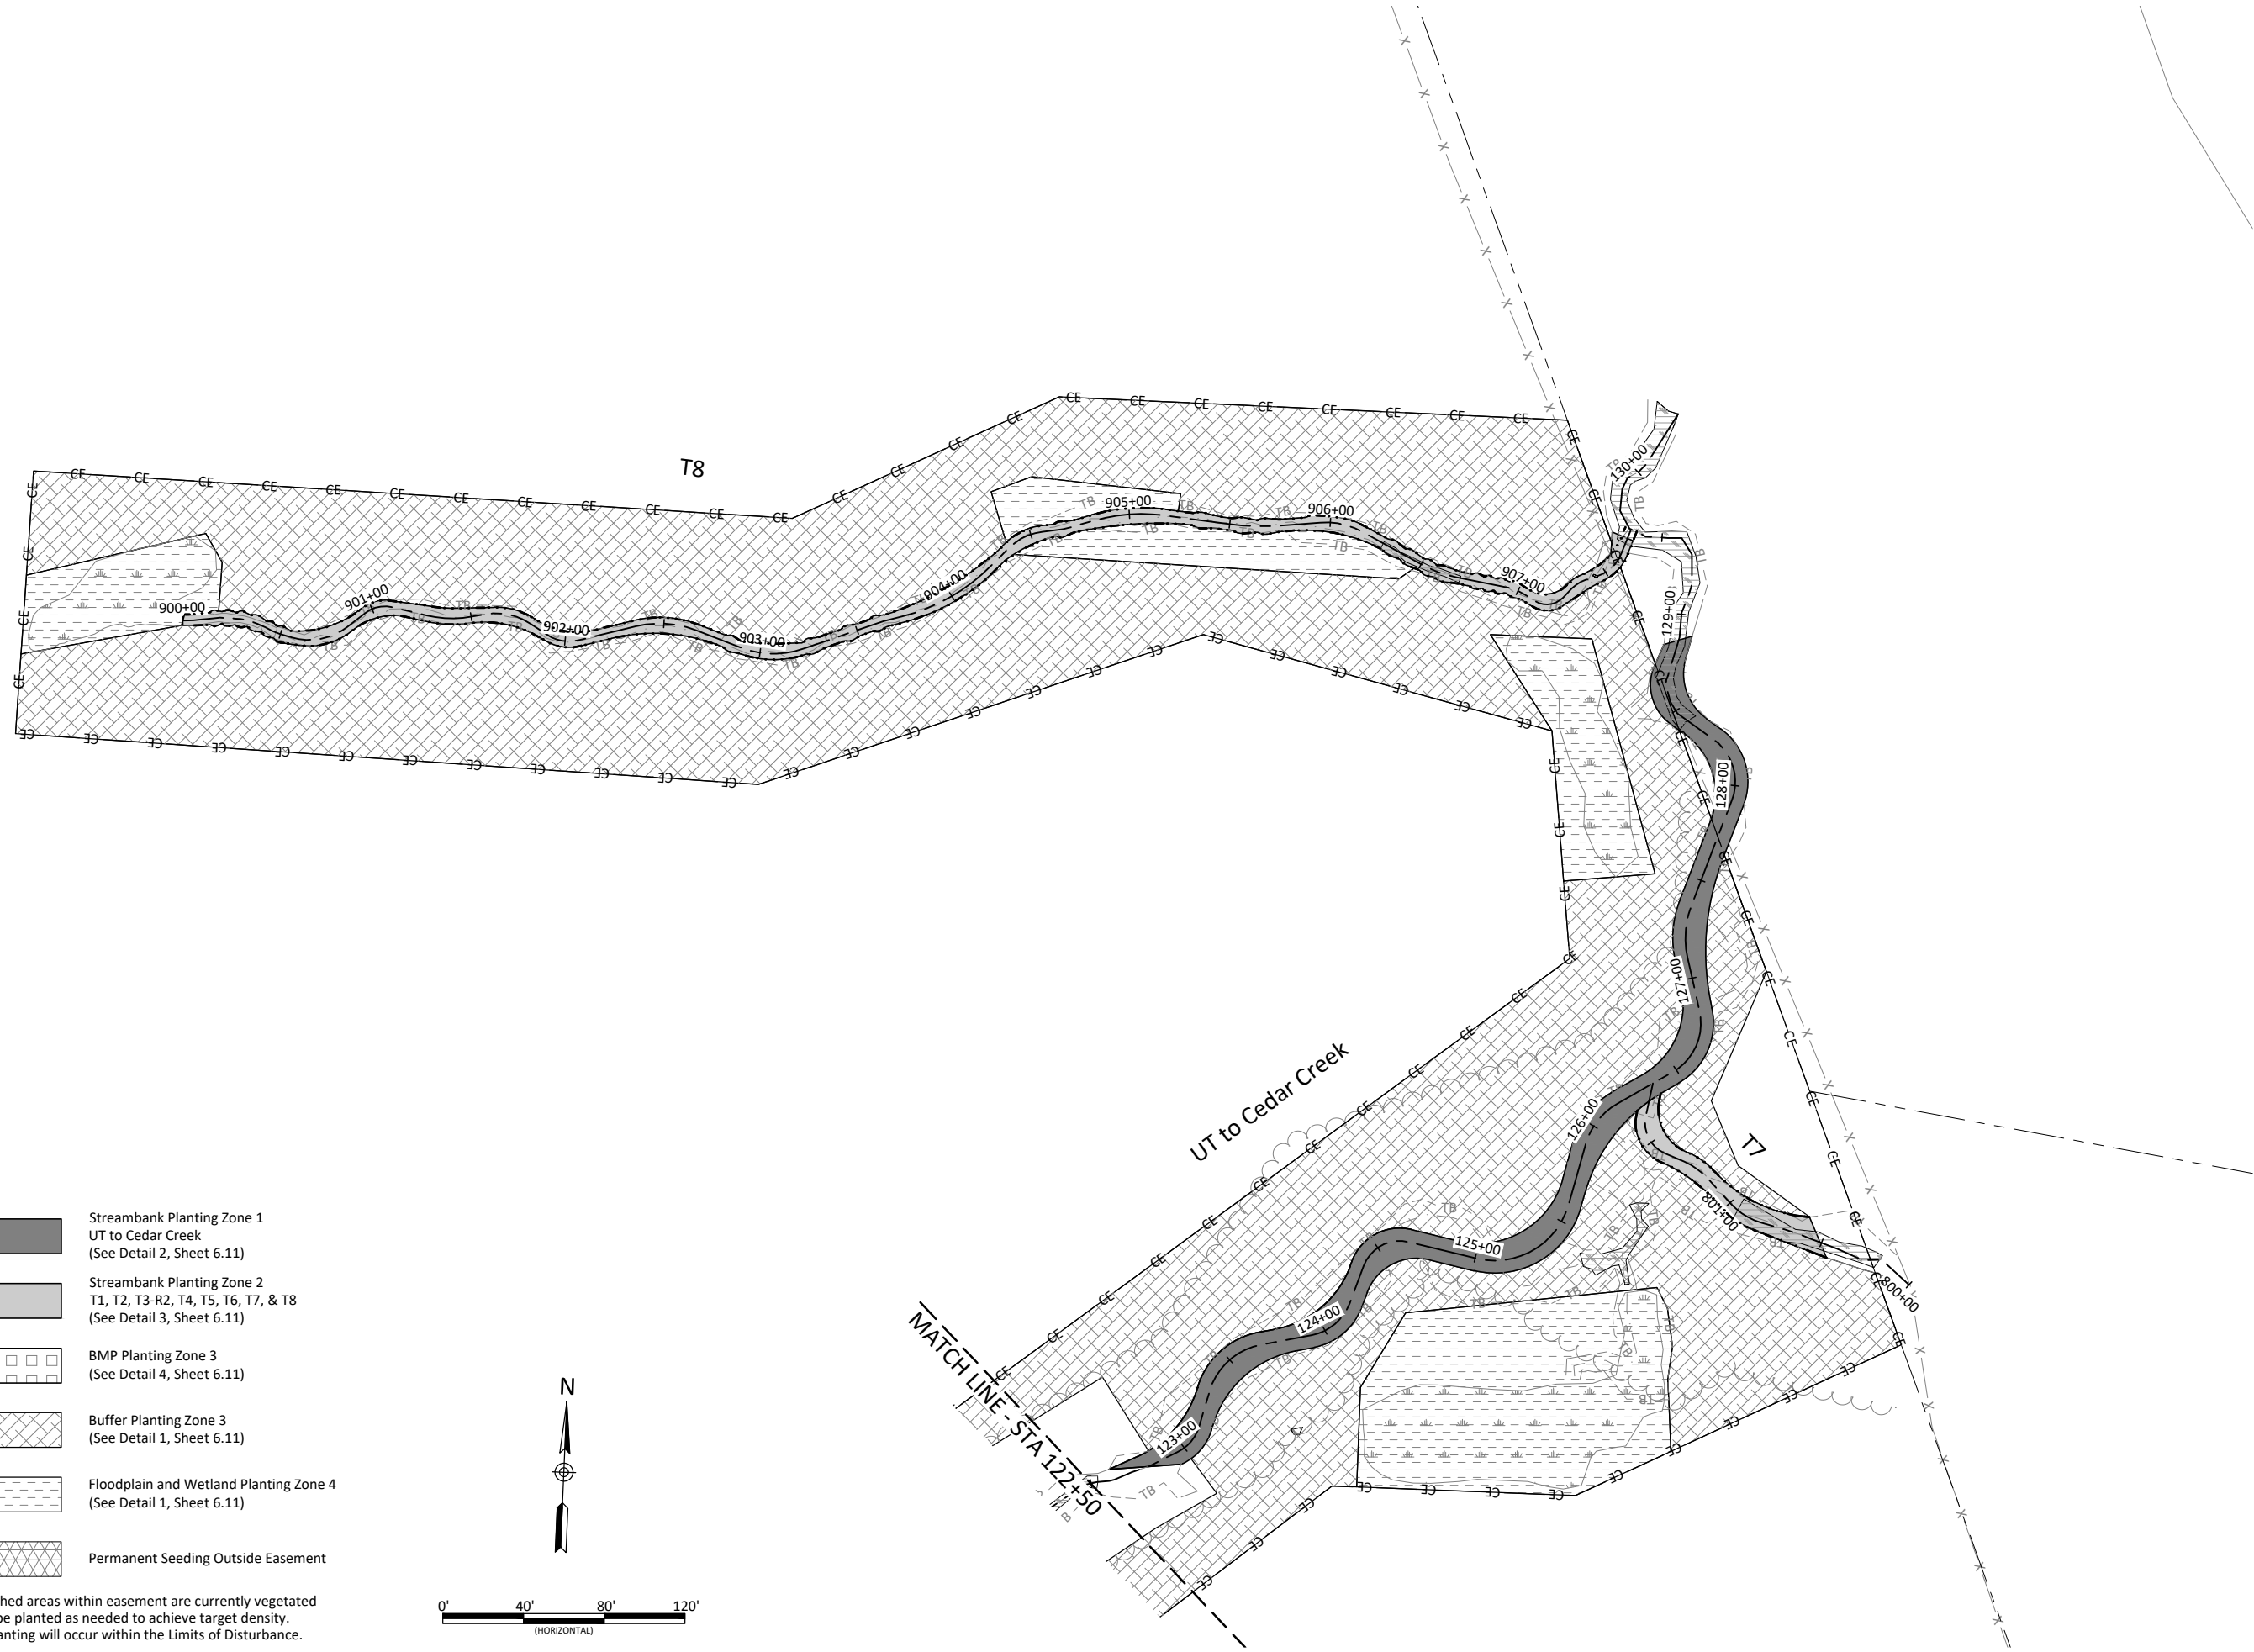 T8
130+00
905+00
906+00
907+00
904+00
900+00
901+00
902+00
903+00
129+00
128+00
127+00
126+00
UT to Cedar Creek
T7
801+00
800+00
125+00
124+00
123+00
MATCH LINE - STA 122+50
Streambank Planting Zone 1
UT to Cedar Creek
(See Detail 2, Sheet 6.11)
Streambank Planting Zone 2
T1, T2, T3-R2, T4, T5, T6, T7, & T8
(See Detail 3, Sheet 6.11)
BMP Planting Zone 3
(See Detail 4, Sheet 6.11)
Buffer Planting Zone 3
(See Detail 1, Sheet 6.11)
Floodplain and Wetland Planting Zone 4
(See Detail 1, Sheet 6.11)
Permanent Seeding Outside Easement
areas within easement are currently vegetated
be planted as needed to achieve target density.
will occur within the Limits of Disturbance.
N
0' 40' 80' 120'
(HORIZONTAL)
CE
TB